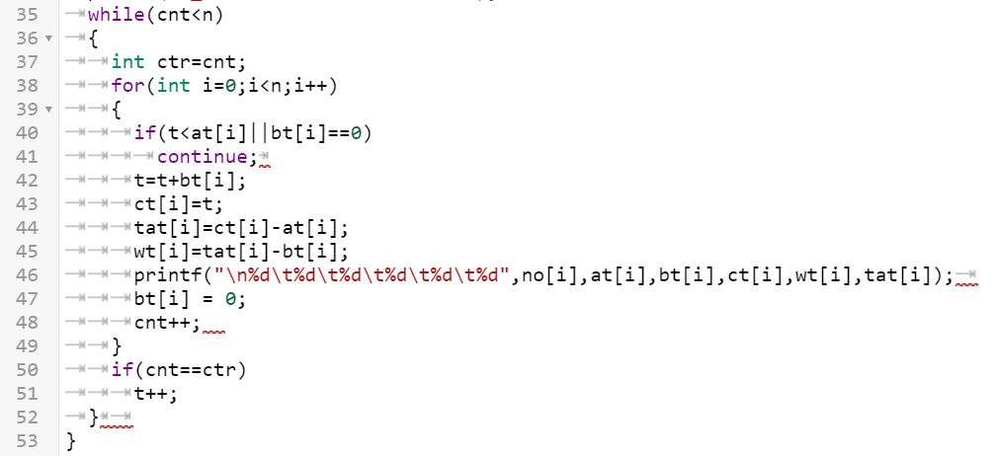 35 while(cnt<n)
36 {
37 int ctr=cnt;
38 for(int i=0;i<n;i++)
39 {
40 if(t<at[i]||bt[i]==0)
41 continue;
42 t=t+bt[i];
43 ct[i]=t;
44 tat[i]=ct[i]-at[i];
45 wt[i]=tat[i]-bt[i];
46 printf("\n%d\t%d\t%d\t%d\t%d\t%d",no[i],at[i],bt[i],ct[i],wt[i],tat[i]);
47 bt[i] = 0;
48 cnt++;
49 }
50 if(cnt==ctr)
51 t++;
52 }
53 }